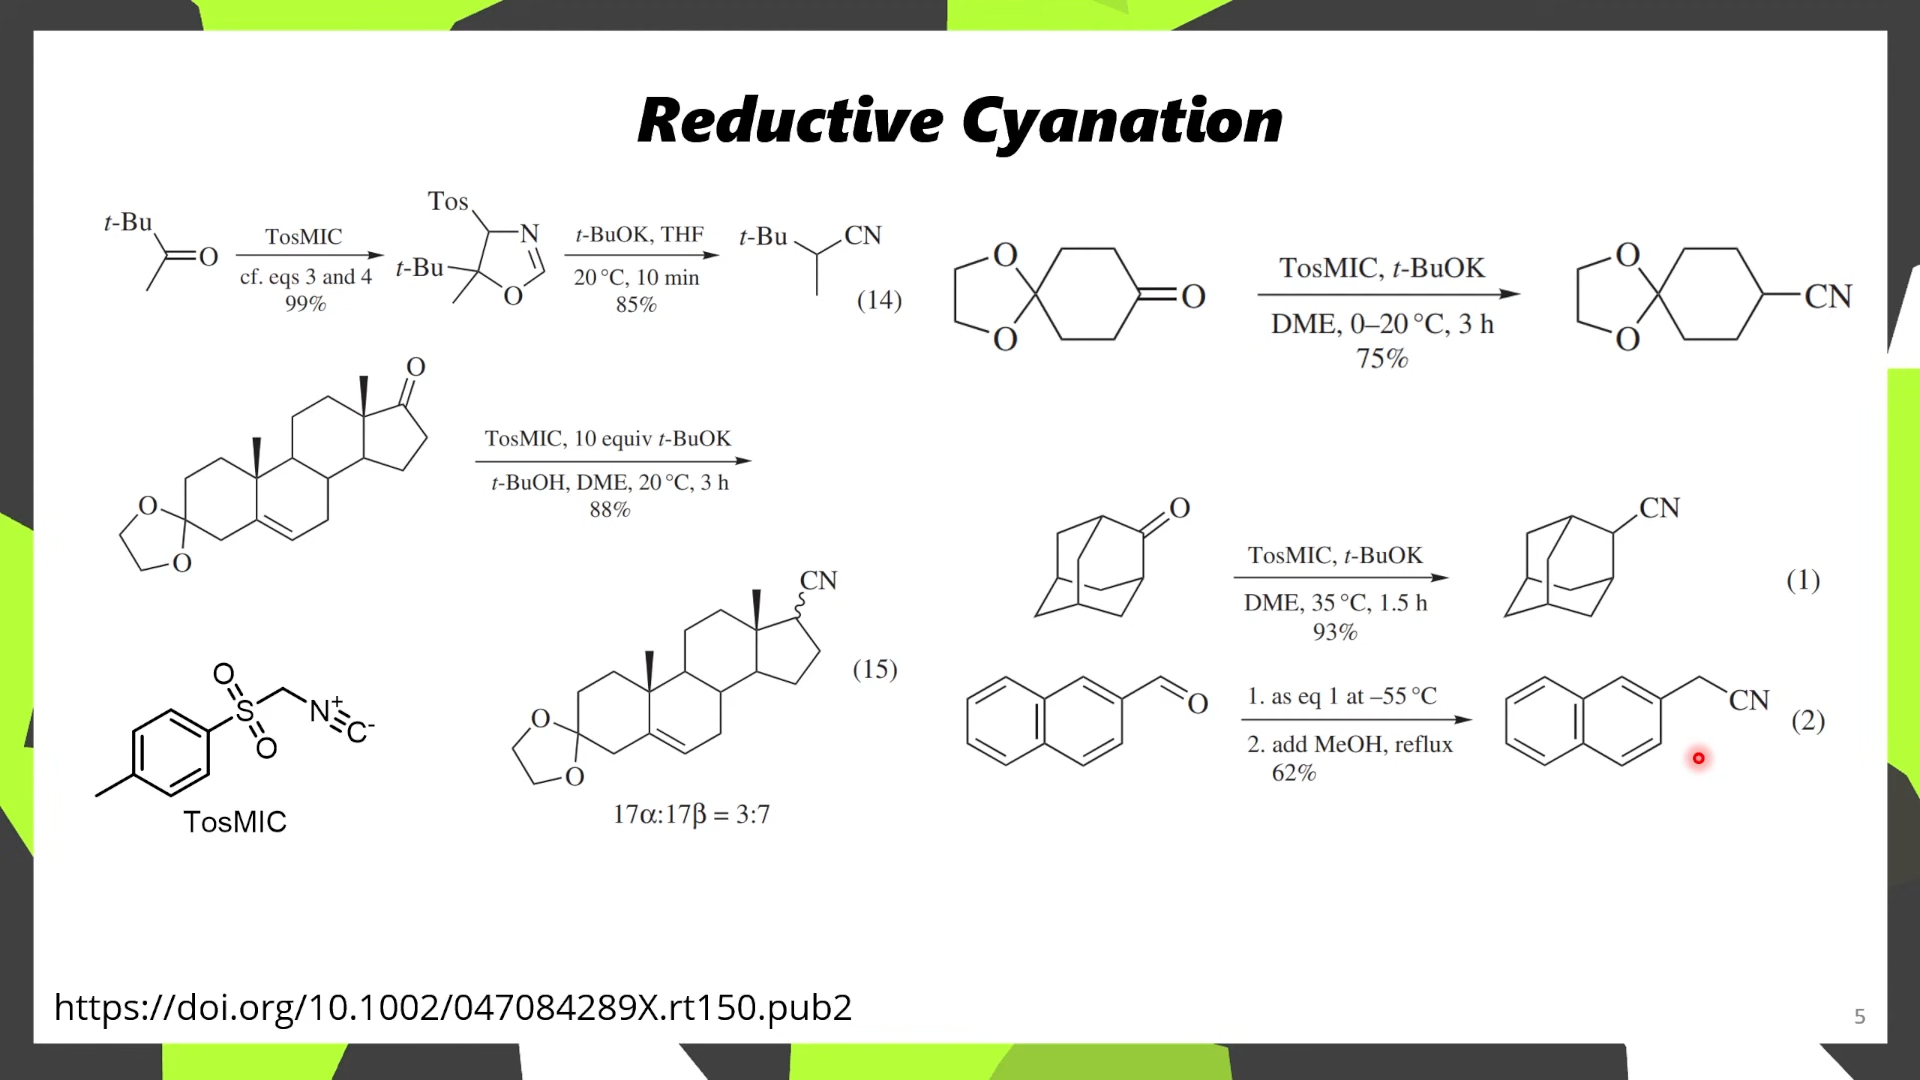 Reductive Cyanation
t-Bu
O
TosMIC
cf. eqs 3 and 4
99%
Tos
N
t-Bu
O
t-BuOK, THF
20 °C, 10 min
85%
t-Bu
CN
(14)
O
O
O
TosMIC, t-BuOK
DME, 0–20 °C, 3 h
75%
O
O
CN
O
O
O
TosMIC, 10 equiv t-BuOK
t-BuOH, DME, 20 °C, 3 h
88%
CN
O
O
(15)
17α:17β = 3:7
O
TosMIC, t-BuOK
DME, 35 °C, 1.5 h
93%
CN
(1)
O
1. as eq 1 at –55 °C
2. add MeOH, reflux
62%
CN
(2)
O
S
O
N+
C-
TosMIC
https://doi.org/10.1002/047084289X.rt150.pub2
5